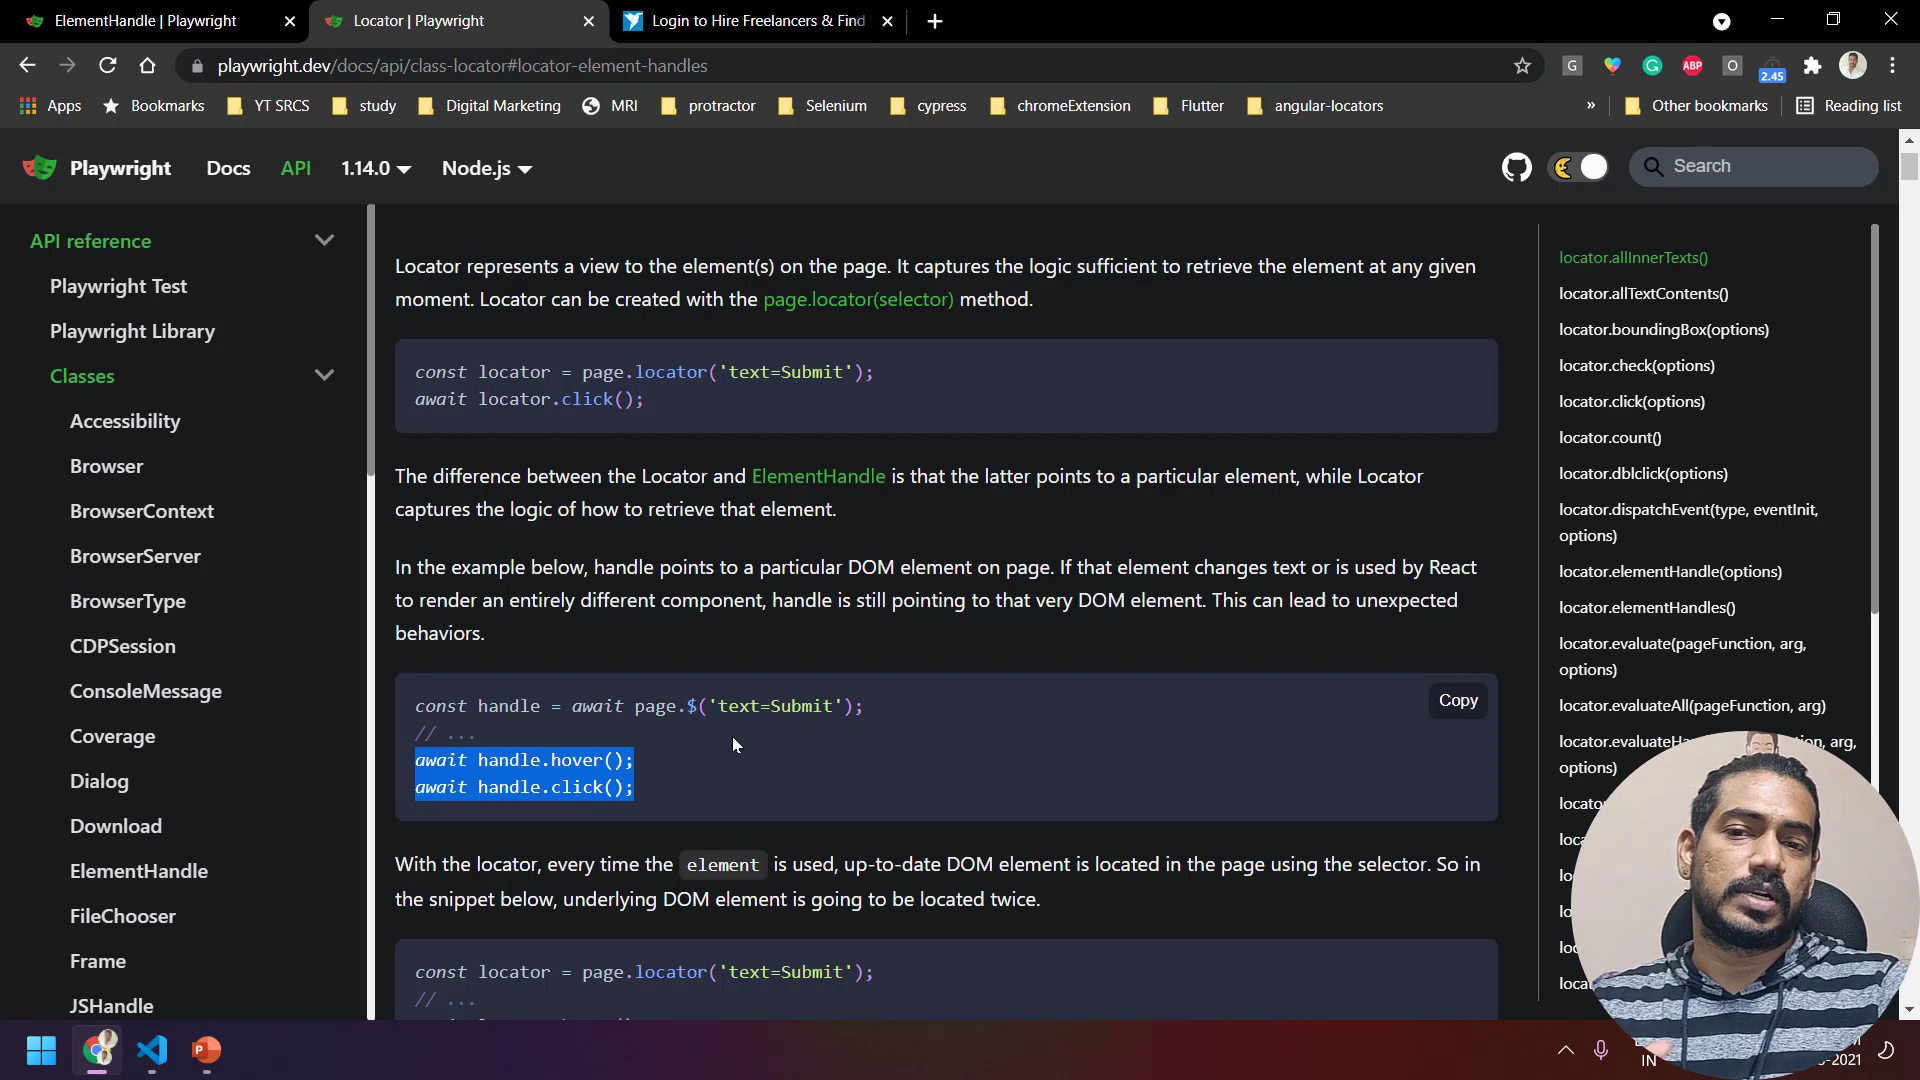 ElementHandle | Playwright
Locator | Playwright
Login to Hire Freelancers & Find
playwright.dev/docs/api/class-locator#locator-element-handles
ABP
2.45
Apps
Bookmarks
YT SRCS
study
Digital Marketing
MRI
protractor
Selenium
cypress
chromeExtension
Flutter
angular-locators
»
Other bookmarks
Reading list
Playwright
Docs
API
1.14.0
Node.js
Search
API reference
Playwright Test
Playwright Library
Classes
Accessibility
Browser
BrowserContext
BrowserServer
BrowserType
CDPSession
ConsoleMessage
Coverage
Dialog
Download
ElementHandle
FileChooser
Frame
JSHandle
Locator represents a view to the element(s) on the page. It captures the logic sufficient to retrieve the element at any given
moment. Locator can be created with the page.locator(selector) method.
const locator = page.locator('text=Submit');
await locator.click();
The difference between the Locator and ElementHandle is that the latter points to a particular element, while Locator
captures the logic of how to retrieve that element.
In the example below, handle points to a particular DOM element on page. If that element changes text or is used by React
to render an entirely different component, handle is still pointing to that very DOM element. This can lead to unexpected
behaviors.
const handle = await page.$('text=Submit');
// ...
await handle.hover();
await handle.click();
Copy
With the locator, every time the element is used, up-to-date DOM element is located in the page using the selector. So in
the snippet below, underlying DOM element is going to be located twice.
const locator = page.locator('text=Submit');
// ...
locator.allInnerTexts()
locator.allTextContents()
locator.boundingBox(options)
locator.check(options)
locator.click(options)
locator.count()
locator.dblclick(options)
locator.dispatchEvent(type, eventInit,
options)
locator.elementHandle(options)
locator.elementHandles()
locator.evaluate(pageFunction, arg,
options)
locator.evaluateAll(pageFunction, arg)
arg,
options)
IN